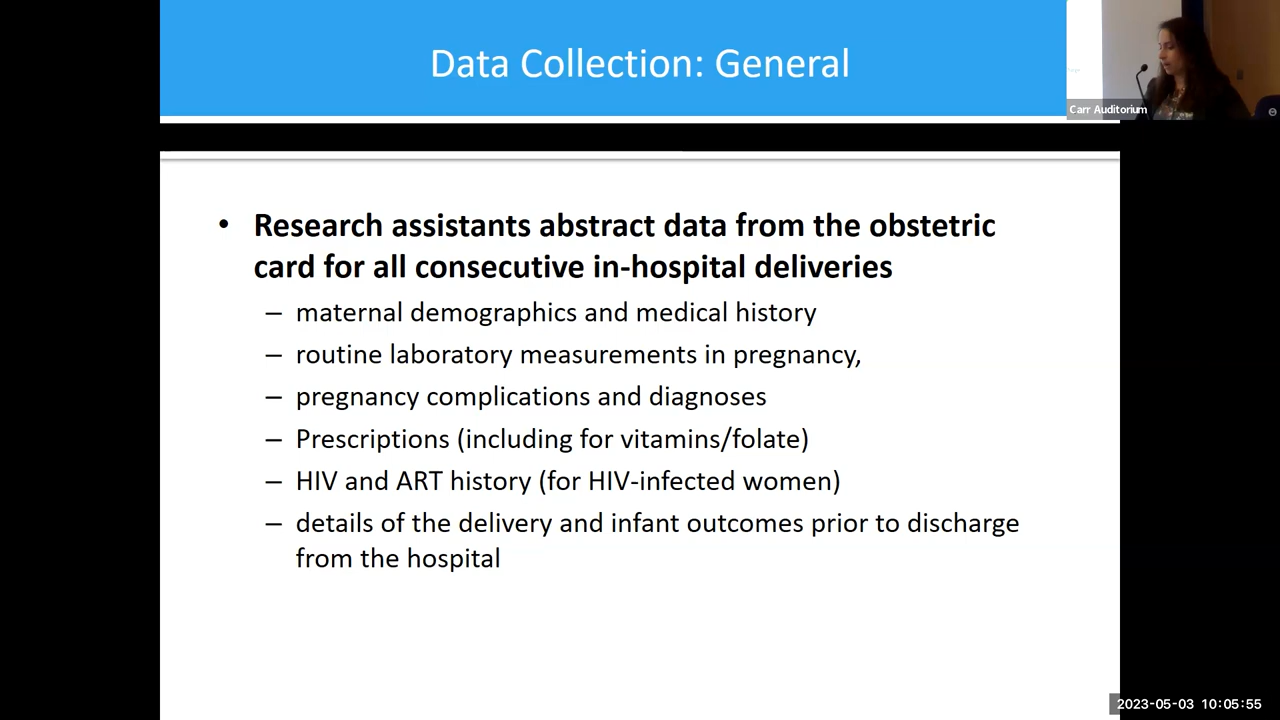 Data Collection: General
Carr Auditorium
• Research assistants abstract data from the obstetric
card for all consecutive in-hospital deliveries
– maternal demographics and medical history
– routine laboratory measurements in pregnancy,
– pregnancy complications and diagnoses
– Prescriptions (including for vitamins/folate)
– HIV and ART history (for HIV-infected women)
– details of the delivery and infant outcomes prior to discharge
from the hospital
2023-05-03 10:05:55